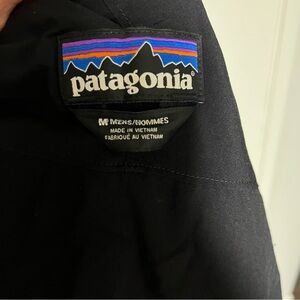 patagonia®
M MENS/HOMMES
MADE IN VIETNAM
FABRIQUÉ AU VIETNAM